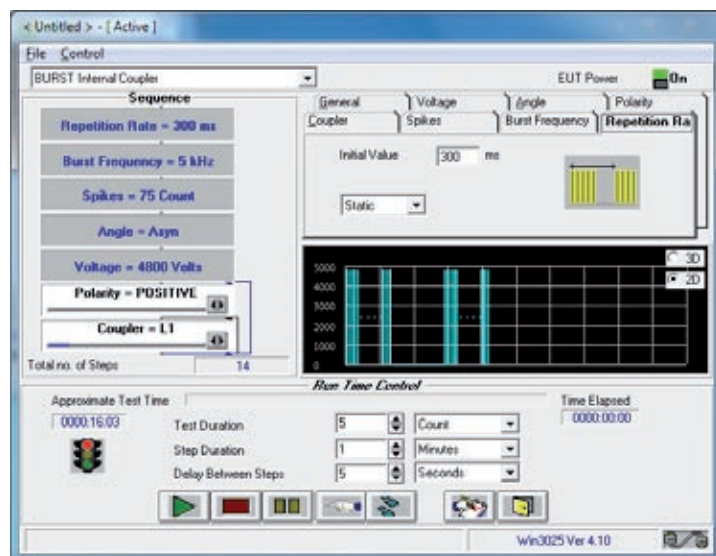 < Untitled > - [ Active ]
File Control
BURST Internal Coupler
EUT Power On
Sequence
Repetition Rate = 300 ms
Burst Frequency = 5 kHz
Spikes = 75 Count
Angle = Asyn
Voltage = 4800 Volts
Polarity = POSITIVE
Coupler = L1
Total no. of Steps 14
General Voltage Angle Polarity
Coupler Spikes Burst Frequency Repetition Ra
Initial Value 300 ms
Static
3D
2D
5000
4000
3000
2000
1000
0
Run Time Control
Approximate Test Time
0000:16:03
Time Elapsed
0000:00:00
Test Duration 5 Count
Step Duration 1 Minutes
Delay Between Steps 5 Seconds
Win3025 Ver 4.10